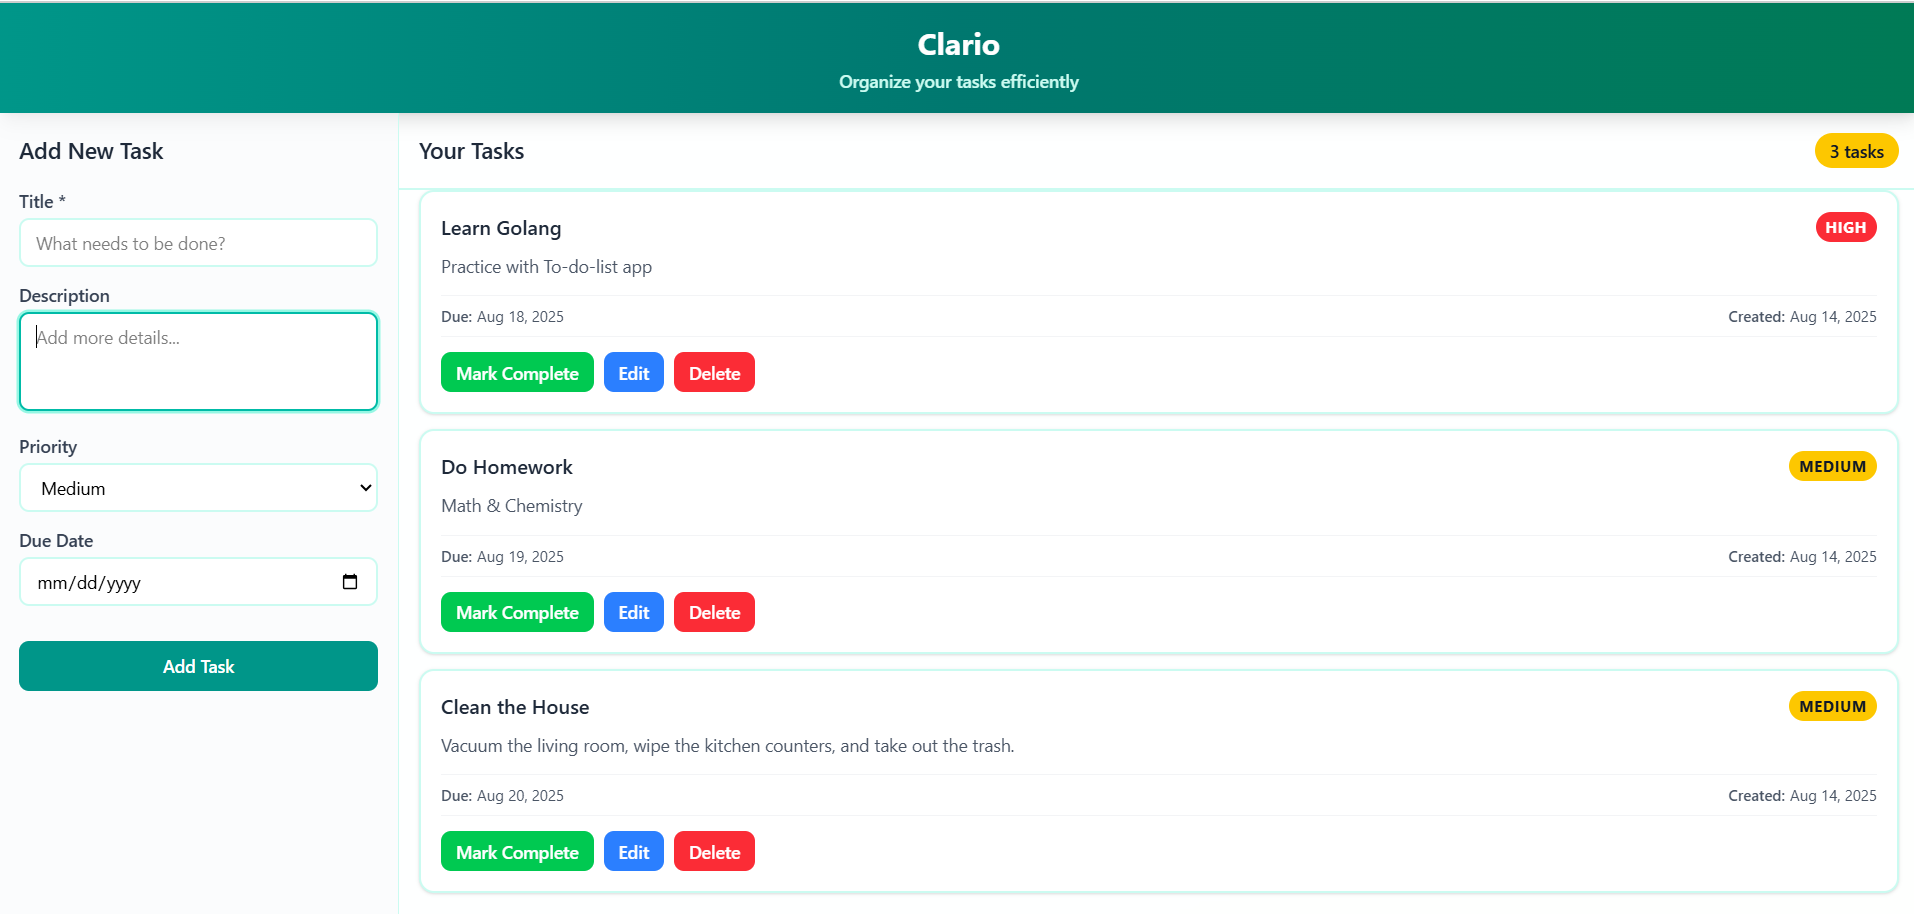 Clario
Organize your tasks efficiently
Add New Task
Title *
What needs to be done?
Description
Add more details...
Priority
Medium
Due Date
mm/dd/yyyy
Add Task
Your Tasks
3 tasks
Learn Golang
HIGH
Practice with To-do-list app
Due: Aug 18, 2025
Created: Aug 14, 2025
Mark Complete
Edit
Delete
Do Homework
MEDIUM
Math & Chemistry
Due: Aug 19, 2025
Created: Aug 14, 2025
Mark Complete
Edit
Delete
Clean the House
MEDIUM
Vacuum the living room, wipe the kitchen counters, and take out the trash.
Due: Aug 20, 2025
Created: Aug 14, 2025
Mark Complete
Edit
Delete